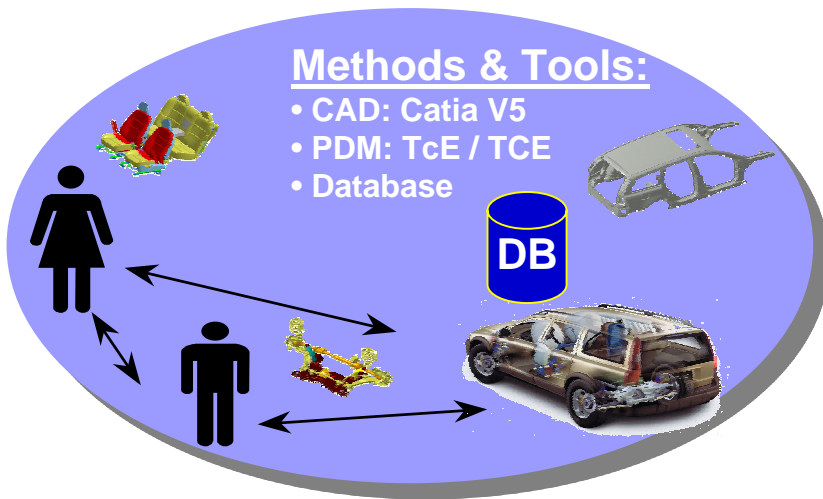 Methods & Tools:
• CAD: Catia V5
• PDM: TcE / TCE
• Database
DB